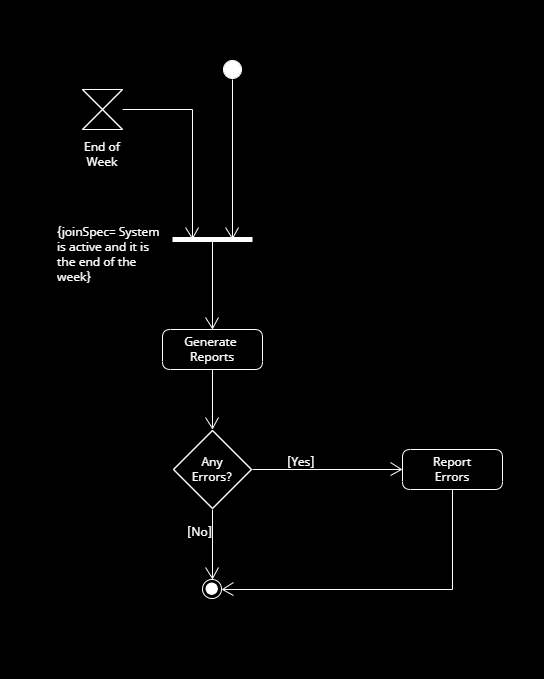 End of
Week
{joinSpec= System
is active and it is
the end of the
week}
Generate
Reports
Any
Errors?
[Yes]
Report
Errors
[No]